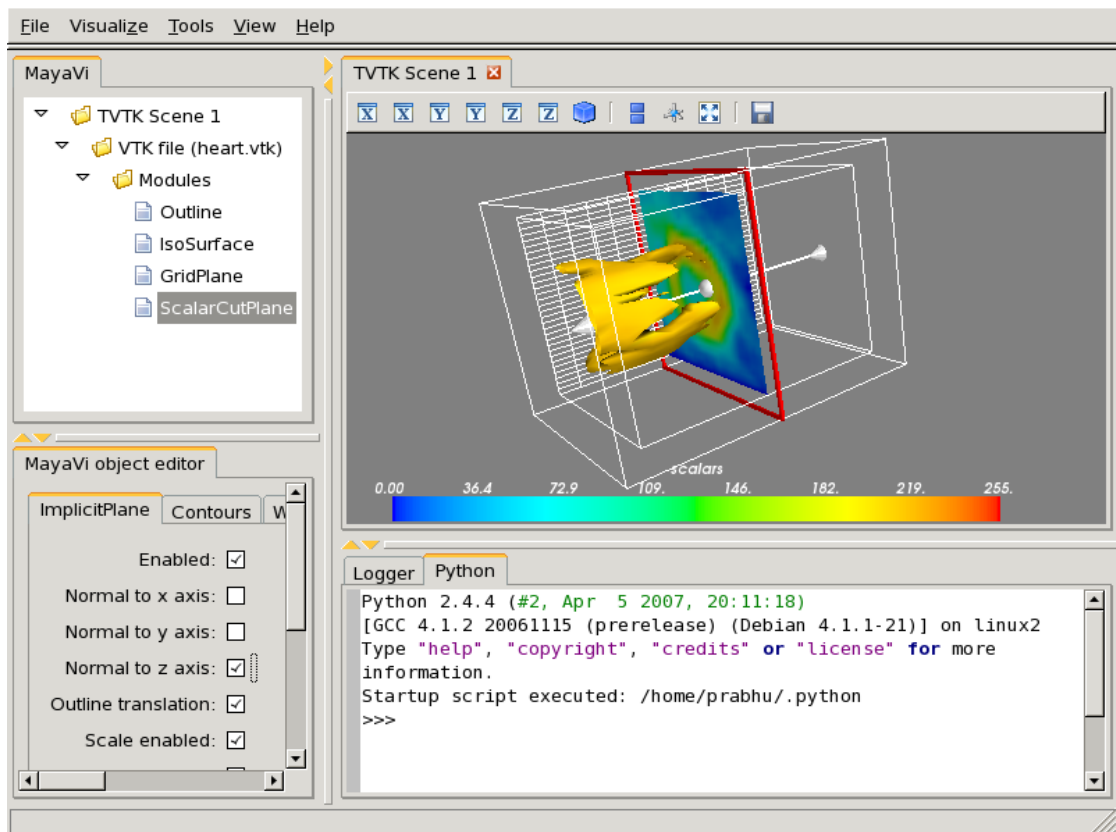 File Visualize Tools View Help
MayaVi
TVTK Scene 1
VTK file (heart.vtk)
Modules
Outline
IsoSurface
GridPlane
ScalarCutPlane
MayaVi object editor
ImplicitPlane Contours W
Enabled:
Normal to x axis:
Normal to y axis:
Normal to z axis:
Outline translation:
Scale enabled:
TVTK Scene 1
X X Y Y Z Z
scalars
0.00 36.4 72.9 109. 146. 182. 219. 255.
Logger Python
Python 2.4.4 (#2, Apr  5 2007, 20:11:18)
[GCC 4.1.2 20061115 (prerelease) (Debian 4.1.1-21)] on linux2
Type "help", "copyright", "credits" or "license" for more
information.
Startup script executed: /home/prabhu/.python
>>>